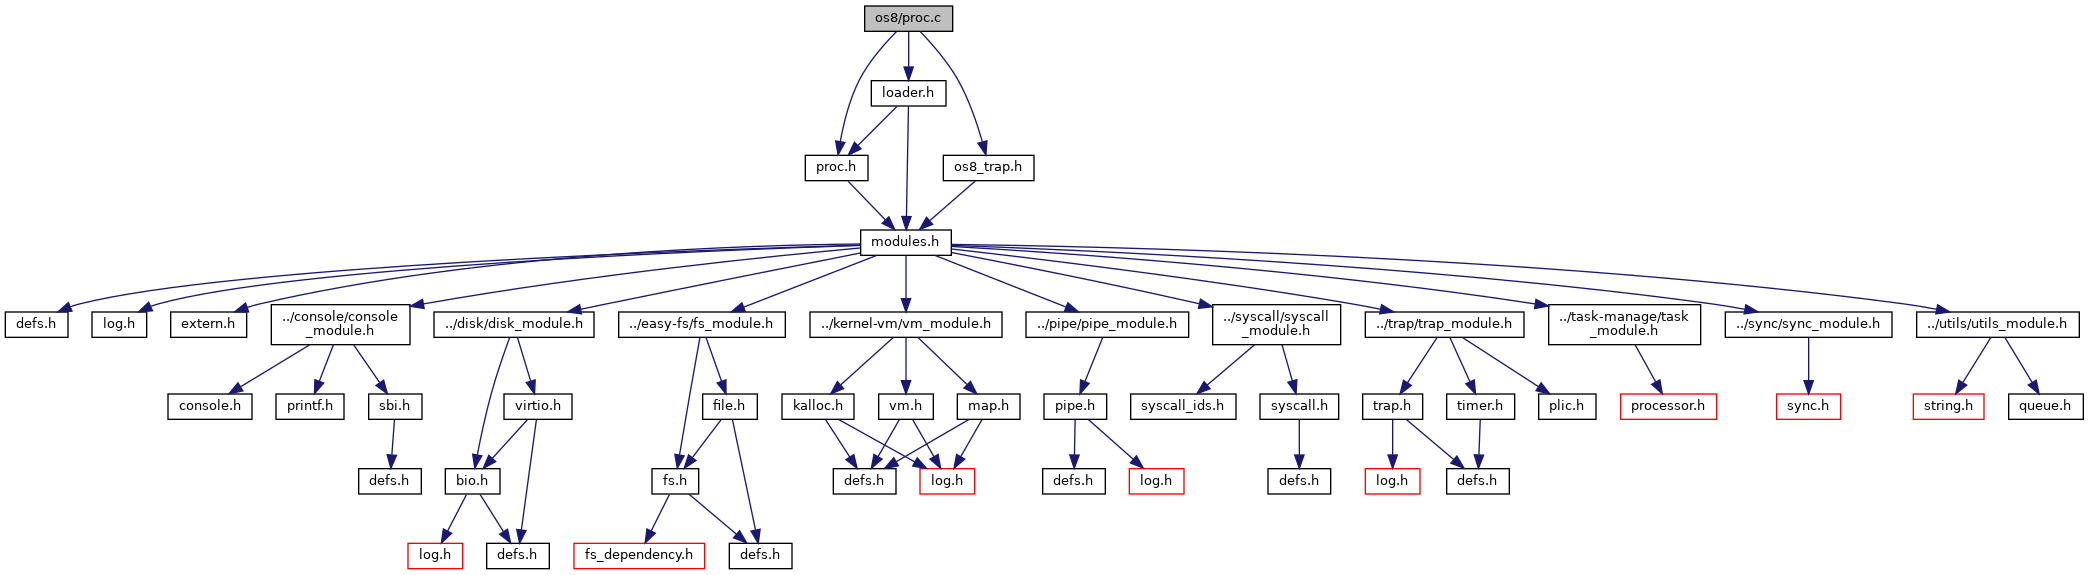 os8/proc.c
loader.h
proc.h
os8_trap.h
modules.h
defs.h
log.h
extern.h
../console/console
_module.h
../disk/disk_module.h
../easy-fs/fs_module.h
../kernel-vm/vm_module.h
../pipe/pipe_module.h
../syscall/syscall
_module.h
../trap/trap_module.h
../task-manage/task
_module.h
../sync/sync_module.h
../utils/utils_module.h
console.h
printf.h
sbi.h
virtio.h
file.h
kalloc.h
vm.h
map.h
pipe.h
syscall_ids.h
syscall.h
trap.h
timer.h
plic.h
processor.h
sync.h
string.h
queue.h
defs.h
bio.h
fs.h
defs.h
log.h
defs.h
log.h
defs.h
log.h
defs.h
log.h
defs.h
fs_dependency.h
defs.h